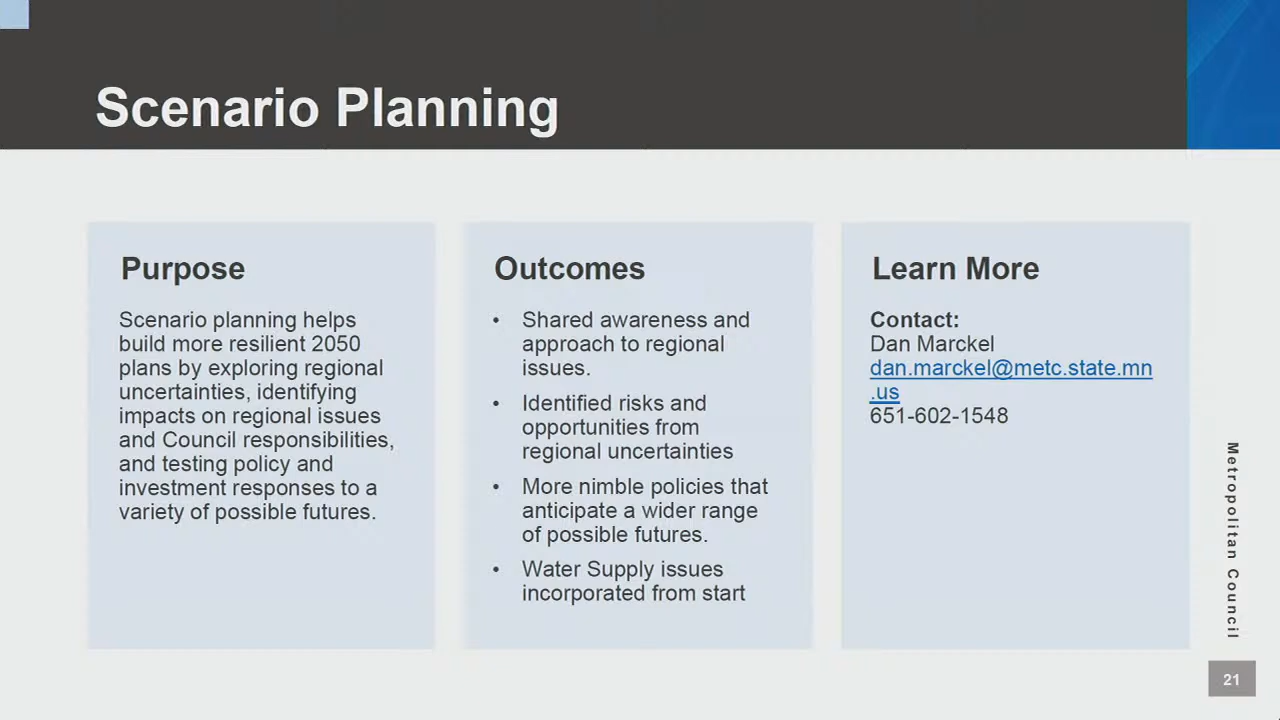 Scenario Planning
Purpose
Scenario planning helps
build more resilient 2050
plans by exploring regional
uncertainties, identifying
impacts on regional issues
and Council responsibilities,
and testing policy and
investment responses to a
variety of possible futures.
Outcomes
• Shared awareness and
approach to regional
issues.
• Identified risks and
opportunities from
regional uncertainties
• More nimble policies that
anticipate a wider range
of possible futures.
• Water Supply issues
incorporated from start
Learn More
Contact:
Dan Marckel
dan.marckel@metc.state.mn
.us
651-602-1548
Metropolitan Council
21